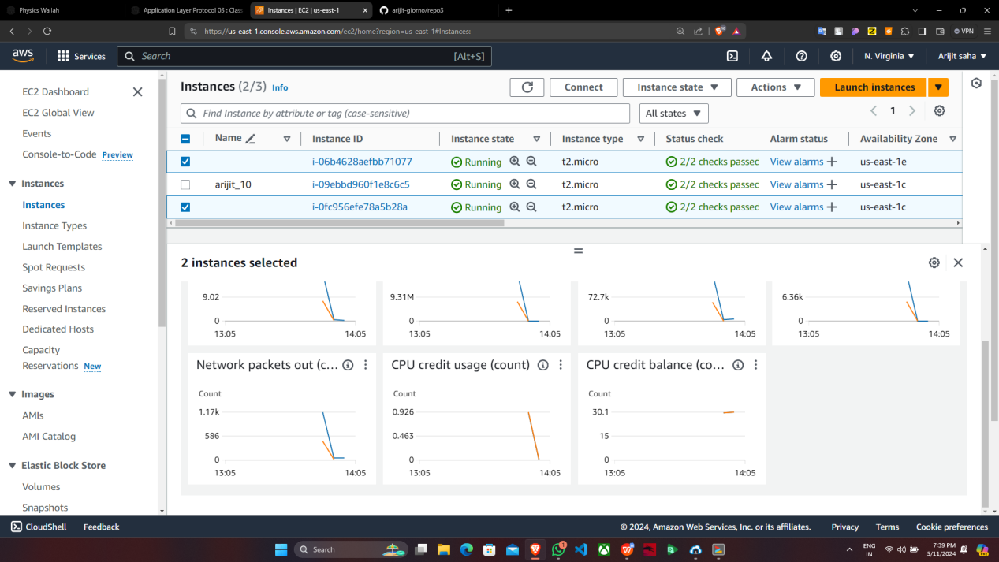 Physics Wallah
Application Layer Protocol 03 : Clas
Instances | EC2 | us-east-1
arijit-giorno/repo3
https://us-east-1.console.aws.amazon.com/ec2/home?region=us-east-1#Instances:
VPN
aws
Services
Search
[Alt+S]
N. Virginia
Arijit saha
EC2 Dashboard
EC2 Global View
Events
Console-to-Code Preview
Instances
Instances
Instance Types
Launch Templates
Spot Requests
Savings Plans
Reserved Instances
Dedicated Hosts
Capacity
Reservations New
Images
AMIs
AMI Catalog
Elastic Block Store
Volumes
Snapshots
Instances (2/3) Info
Connect
Instance state
Actions
Launch instances
Find Instance by attribute or tag (case-sensitive)
All states
1
Name Instance ID Instance state Instance type Status check Alarm status Availability Zone
i-06b4628aefbb71077 Running t2.micro 2/2 checks passed View alarms us-east-1e
arijit_10 i-09ebbd960f1e8c6c5 Running t2.micro 2/2 checks passed View alarms us-east-1c
i-0fc956efe78a5b28a Running t2.micro 2/2 checks passed View alarms us-east-1c
2 instances selected
9.02
0
13:05 14:05
9.31M
0
13:05 14:05
72.7k
0
13:05 14:05
6.36k
0
13:05 14:05
Network packets out (c...
Count
1.17k
586
0
13:05 14:05
CPU credit usage (count)
Count
0.926
0.463
0
13:05 14:05
CPU credit balance (co...
Count
30.1
15
0
13:05 14:05
CloudShell
Feedback
© 2024, Amazon Web Services, Inc. or its affiliates.
Privacy
Terms
Cookie preferences
Search
1
ENG
IN
7:39 PM
5/11/2024